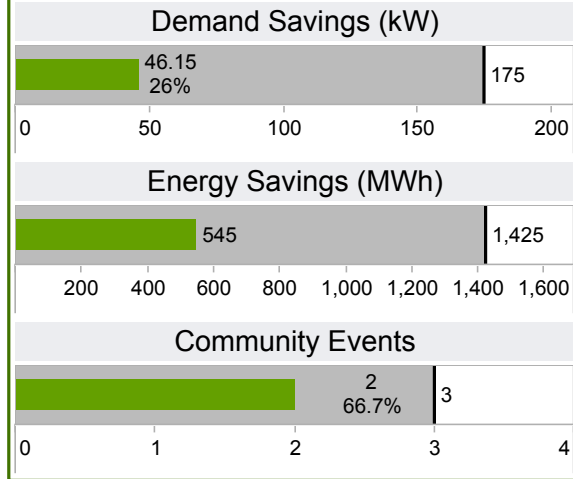 Demand Savings (kW)
46.15
26%
175
0 50 100 150 200
Energy Savings (MWh)
545
1,425
200 400 600 800 1,000 1,200 1,400 1,600
Community Events
2
66.7%
3
0 1 2 3 4